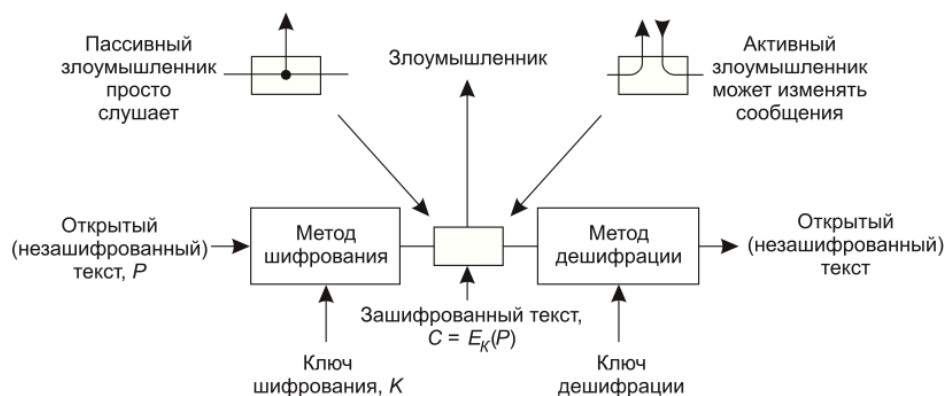 Пассивный
злоумышленник
просто
слушает
Злоумышленник
Активный
злоумышленник
может изменять
сообщения
Открытый
(незашифрованный)
текст, P
Метод
шифрования
Метод
дешифрации
Открытый
(незашифрованный)
текст
Зашифрованный текст,
C = E_K(P)
Ключ
шифрования, K
Ключ
дешифрации